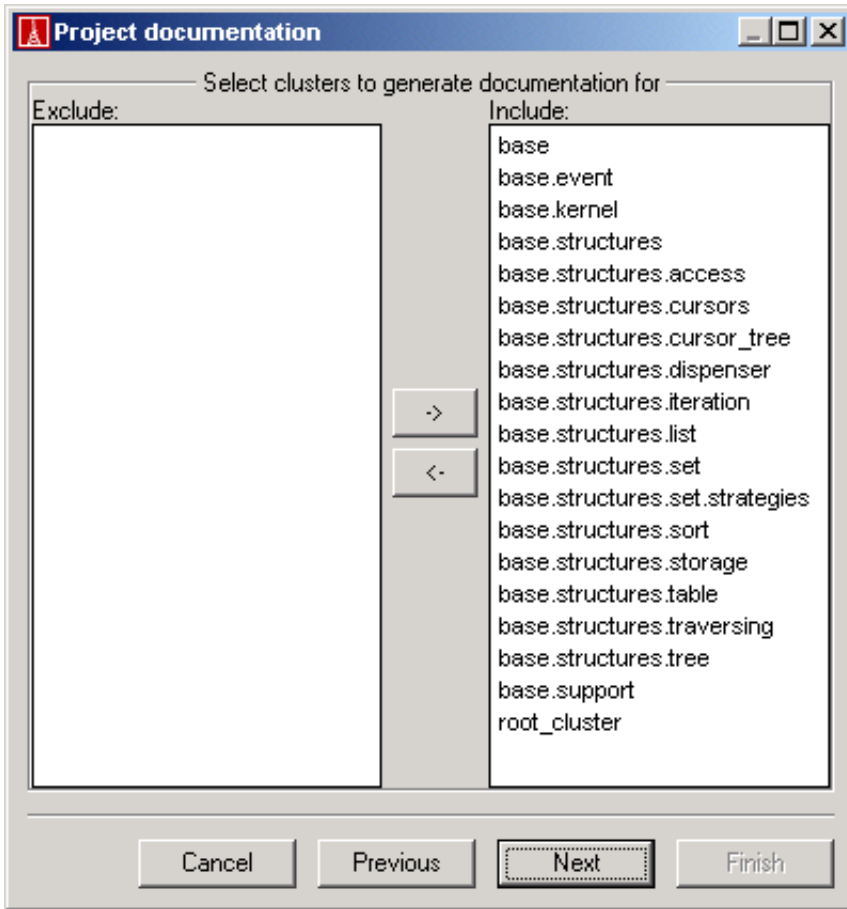 Project documentation
Select clusters to generate documentation for
Exclude:
Include:
base
base.event
base.kernel
base.structures
base.structures.access
base.structures.cursors
base.structures.cursor_tree
base.structures.dispenser
base.structures.iteration
base.structures.list
base.structures.set
base.structures.set.strategies
base.structures.sort
base.structures.storage
base.structures.table
base.structures.traversing
base.structures.tree
base.support
root_cluster
->
<-
Cancel
Previous
Next
Finish